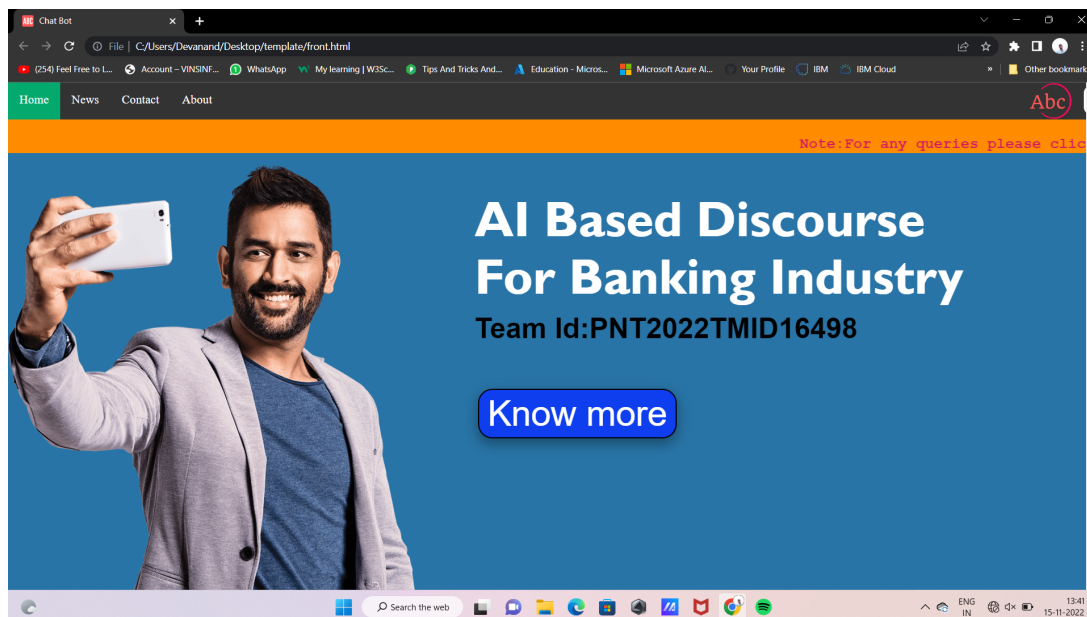 Chat Bot
File | C:/Users/Devanand/Desktop/template/front.html
(254) Feel Free to L... Account – VINSINF... WhatsApp My learning | W3Sc... Tips And Tricks And... Education - Micros... Microsoft Azure AI... Your Profile IBM IBM Cloud » Other bookmark
Home News Contact About Abc
Note:For any queries please clic
AI Based Discourse
For Banking Industry
Team Id:PNT2022TMID16498
Know more
Search the web
ENG 13:41
IN 15-11-2022